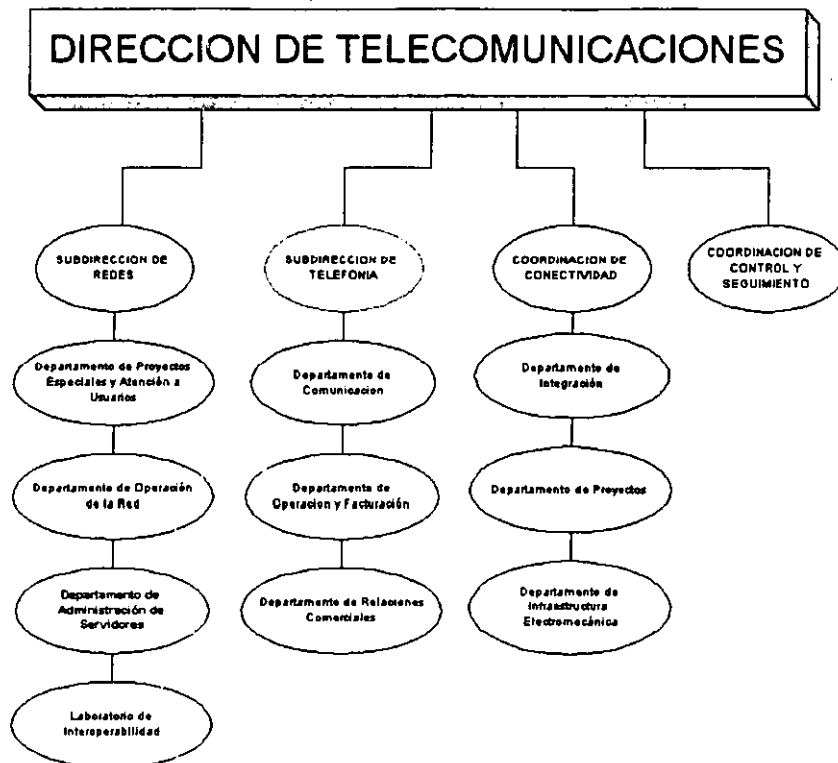 DIRECCION DE TELECOMUNICACIONES
SUBDIRECCION DE
REDES
Departamento de Proyectos
Especiales y Atención a
Usuarios
Departamento de Operación
de la Red
Departamento de
Administración de
Servidores
Laboratorio de
Interoperabilidad
SUBDIRECCION DE
TELEFONIA
Departamento de
Comunicacion
Departamento de
Operacion y Facturación
Departamento de Relaciones
Comerciales
COORDINACION DE
CONECTIVIDAD
Departamento de
Integración
Departamento de Proyectos
Departamento de
Infraestructura
Electromecánica
COORDINACION DE
CONTROL Y
SEGUIMIENTO